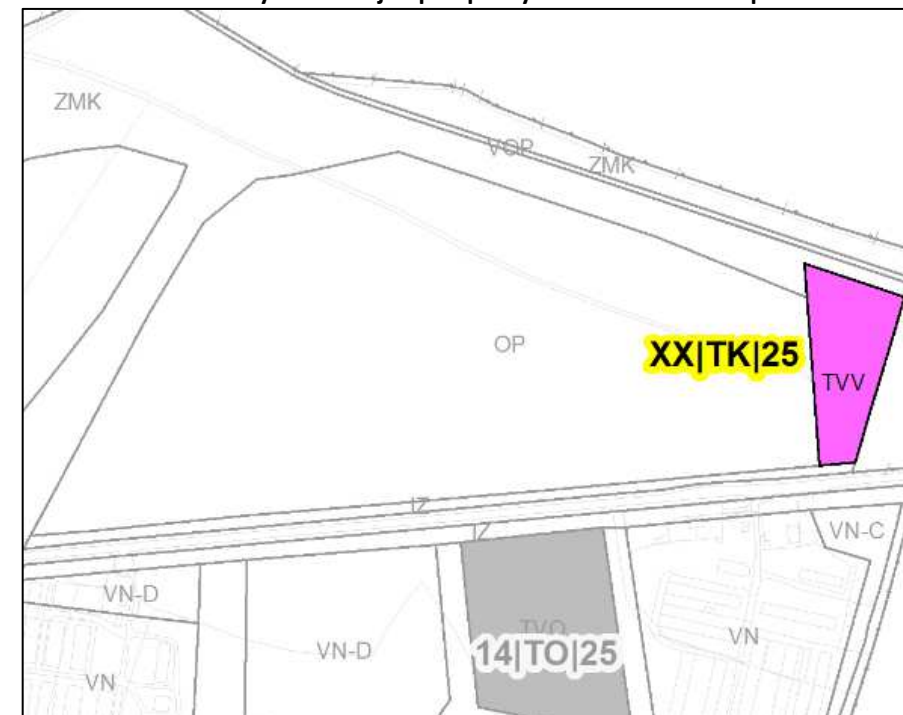 ZMK
VOP
ZMK
OP
XX|TK|25
TVV
IZ
IZ
VN-C
VN-D
VN-D
TVO
14|TO|25
VN
VN